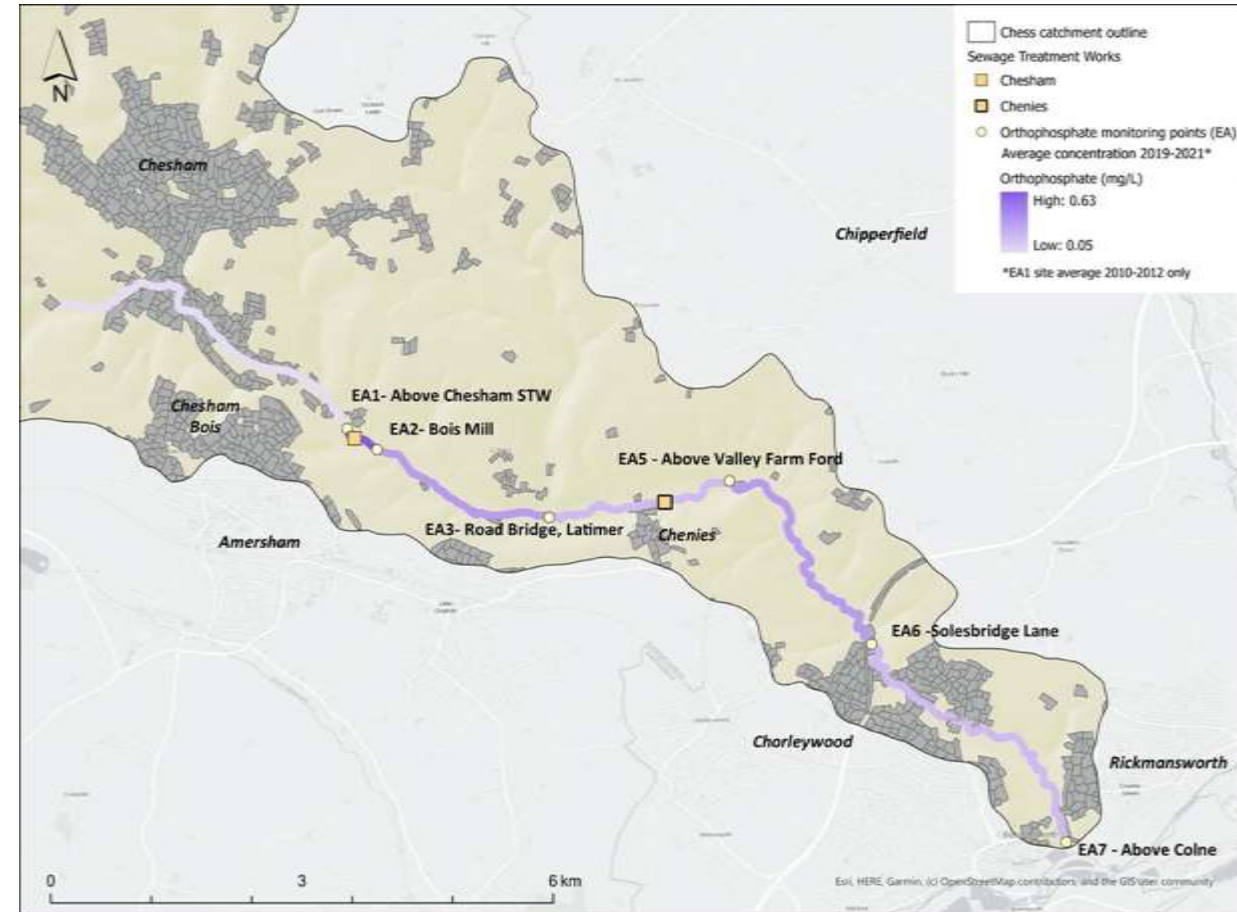 Chess catchment outline
Sewage Treatment Works
Chesham
Chenies
Orthophosphate monitoring points (EA)
Average concentration 2019-2021*
Orthophosphate (mg/L)
High: 0.63
Low: 0.05
*EA1 site average 2010-2012 only
N
Chesham
Chipperfield
EA1- Above Chesham STW
Chesham
Bois
EA2- Bois Mill
EA5 - Above Valley Farm Ford
EA3- Road Bridge, Latimer
Chenies
Amersham
EA6 -Solesbridge Lane
Chorleywood
Rickmansworth
EA7 - Above Colne
0 3 6 km
Esri, HERE, Garmin, (c) OpenStreetMap contributors, and the GIS user community